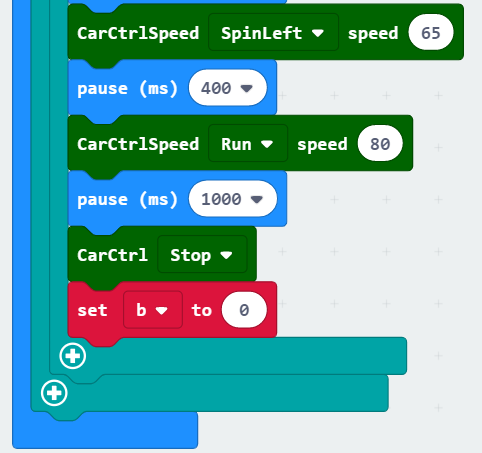 CarCtrlSpeed SpinLeft speed 65
pause (ms) 400
CarCtrlSpeed Run speed 80
pause (ms) 1000
CarCtrl Stop
set b to 0